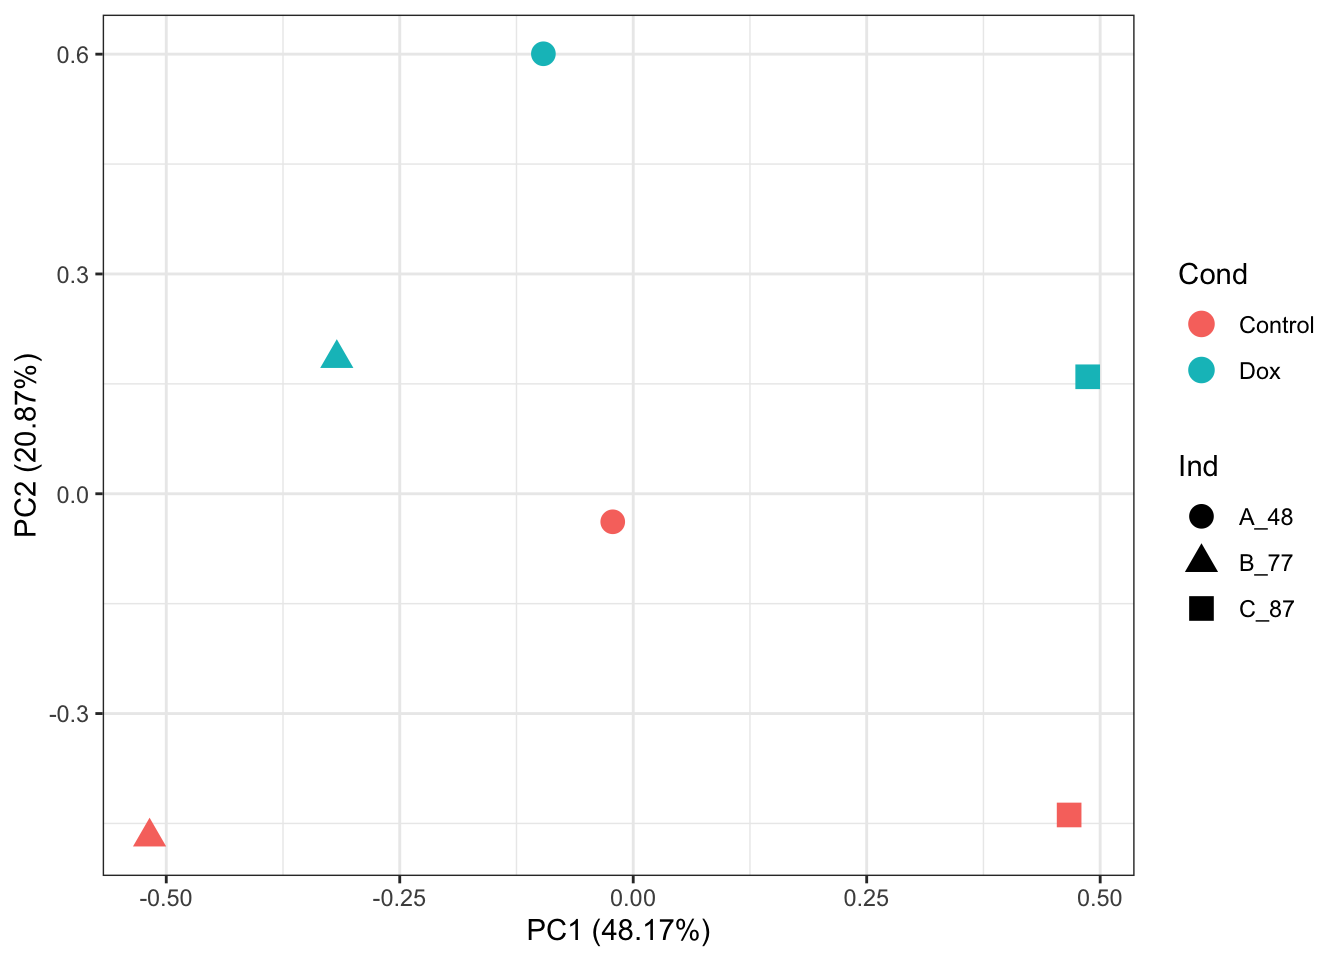 0.6
0.3
0.0
-0.3
PC2 (20.87%)
-0.50
-0.25
0.00
0.25
0.50
PC1 (48.17%)
Cond
Control
Dox
Ind
A_48
B_77
C_87